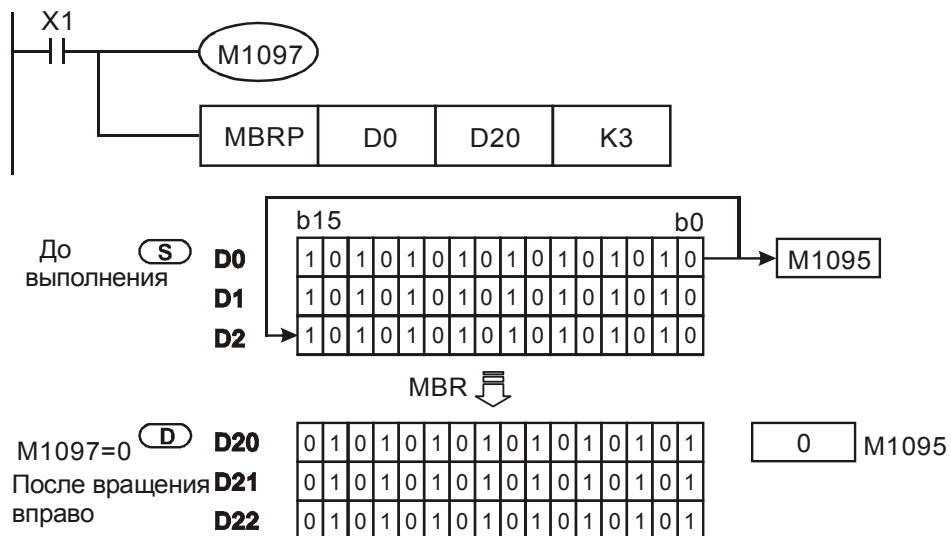 X1
M1097
MBRP D0 D20 K3
b15 b0
До выполнения
S
D0 1 0 1 0 1 0 1 0 1 0 1 0 1 0 1 0
M1095
D1 1 0 1 0 1 0 1 0 1 0 1 0 1 0 1 0
D2 1 0 1 0 1 0 1 0 1 0 1 0 1 0 1 0
MBR
M1097=0
D
D20 0 1 0 1 0 1 0 1 0 1 0 1 0 1 0 1
0 M1095
После вращения
вправо
D21 0 1 0 1 0 1 0 1 0 1 0 1 0 1 0 1
D22 0 1 0 1 0 1 0 1 0 1 0 1 0 1 0 1